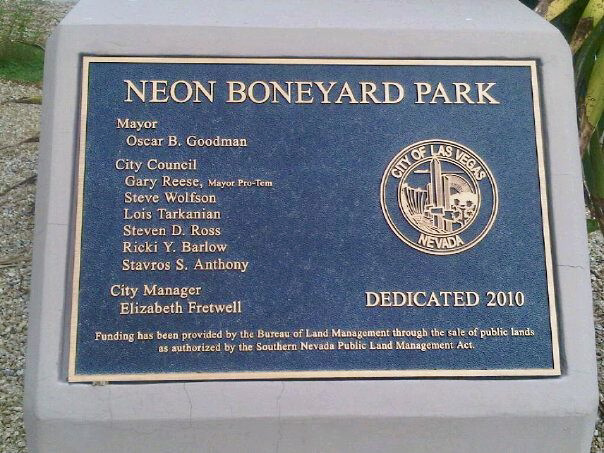 NEON BONEYARD PARK
Mayor
Oscar B. Goodman
City Council
Gary Reese, Mayor Pro-Tem
Steve Wolfson
Lois Tarkanian
Steven D. Ross
Ricki Y. Barlow
Stavros S. Anthony
City Manager
Elizabeth Fretwell
CITY OF LAS VEGAS
NEVADA
DEDICATED 2010
Funding has been provided by the Bureau of Land Management through the sale of public lands
as authorized by the Southern Nevada Public Land Management Act.